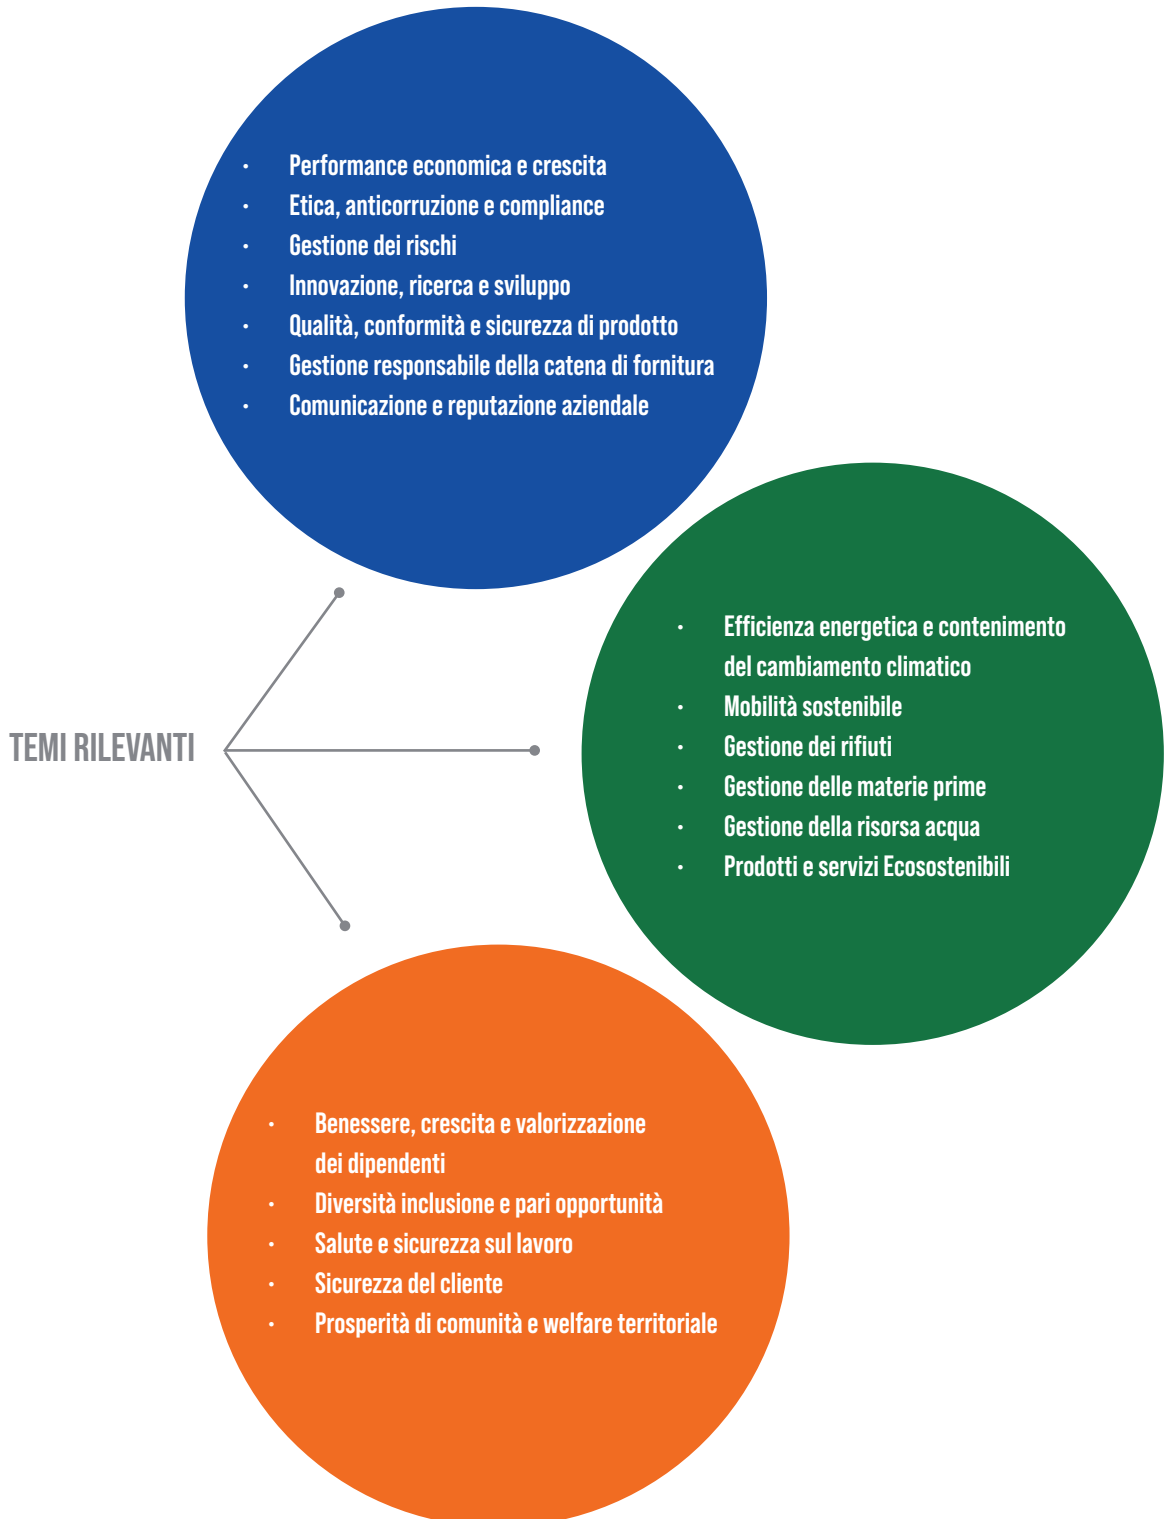 · Performance economica e crescita
· Etica, anticorruzione e compliance
· Gestione dei rischi
· Innovazione, ricerca e sviluppo
· Qualità, conformità e sicurezza di prodotto
· Gestione responsabile della catena di fornitura
· Comunicazione e reputazione aziendale
TEMI RILEVANTI
· Efficienza energetica e contenimento
del cambiamento climatico
· Mobilità sostenibile
· Gestione dei rifiuti
· Gestione delle materie prime
· Gestione della risorsa acqua
· Prodotti e servizi Ecosostenibili
· Benessere, crescita e valorizzazione
dei dipendenti
· Diversità inclusione e pari opportunità
· Salute e sicurezza sul lavoro
· Sicurezza del cliente
· Prosperità di comunità e welfare territoriale